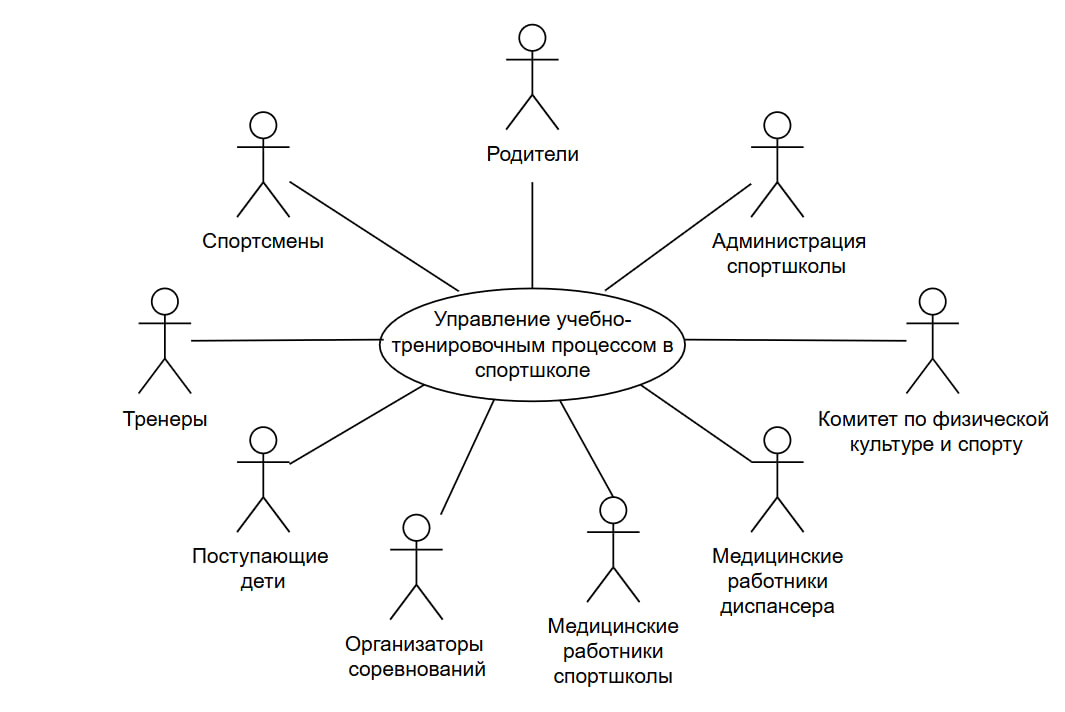 Родители
Спортсмены
Администрация
спортшколы
Управление учебно-
тренировочным процессом в
спортшколе
Тренеры
Комитет по физической
культуре и спорту
Поступающие
дети
Организаторы
соревнований
Медицинские
работники
спортшколы
Медицинские
работники
диспансера